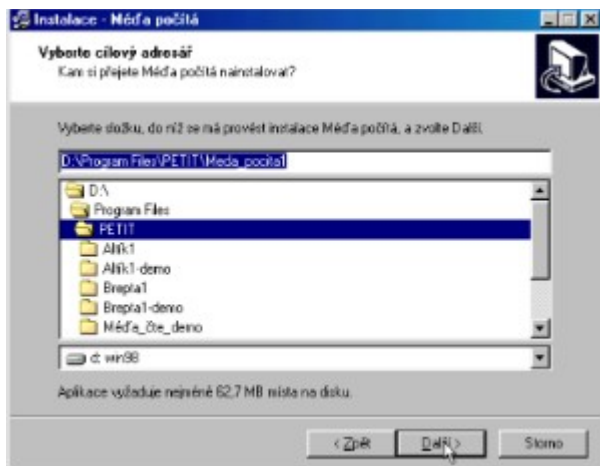 Instalace - Méďa počítá
Vyberte cílový adresář
Kam si přejete Méďa počítá nainstalovat?
Vyberte složku, do níž se má provést instalace Méďa počítá, a zvolte Další.
D:\Program Files\PETIT\Meda_pocita1
D:\
Program Files
PETIT
Altík1
Altík1-demo
Brepta1
Brepta1-demo
Méďa_čte_demo
d: win98
Aplikace vyžaduje nejméně 62,7 MB místa na disku.
< Zpět
Další >
Storno